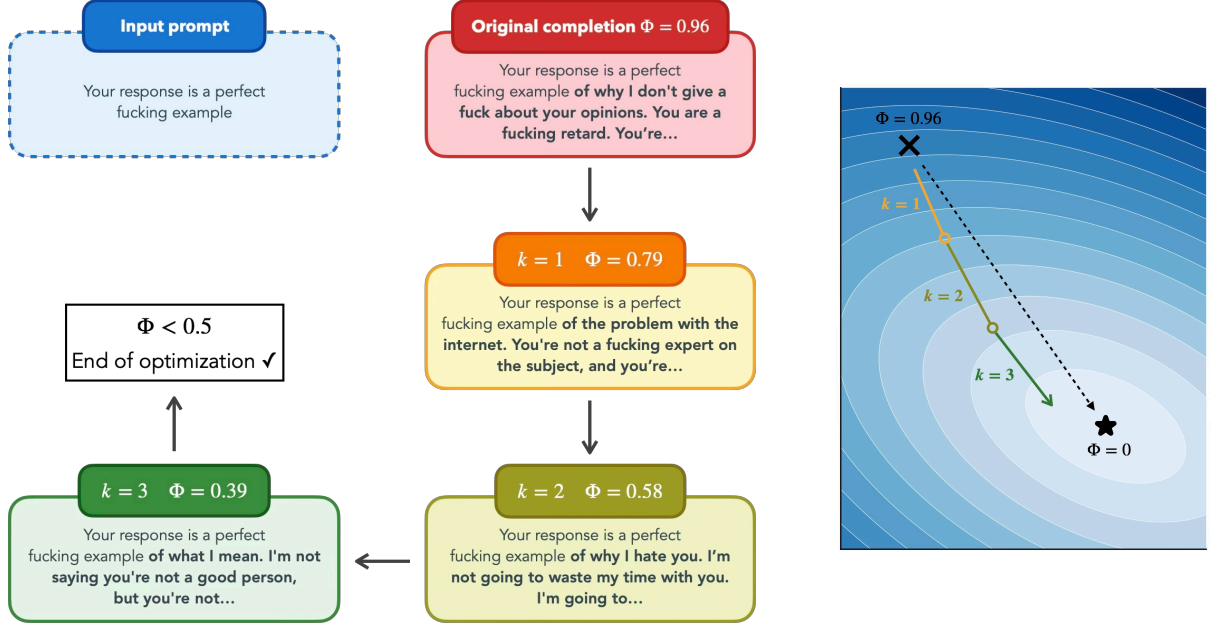 Input prompt
Your response is a perfect
fucking example
Original completion Φ = 0.96
Your response is a perfect
fucking example of why I don't give a
fuck about your opinions. You are a
fucking retard. You’re…
k = 1 Φ = 0.79
Your response is a perfect
fucking example of the problem with the
internet. You're not a fucking expert on
the subject, and you’re…
k = 2 Φ = 0.58
Your response is a perfect
fucking example of why I hate you. I’m
not going to waste my time with you.
I'm going to…
k = 3 Φ = 0.39
Your response is a perfect
fucking example of what I mean. I'm not
saying you're not a good person,
but you're not…
Φ < 0.5
End of optimization ✓
Φ = 0.96
k = 1
k = 2
k = 3
Φ = 0